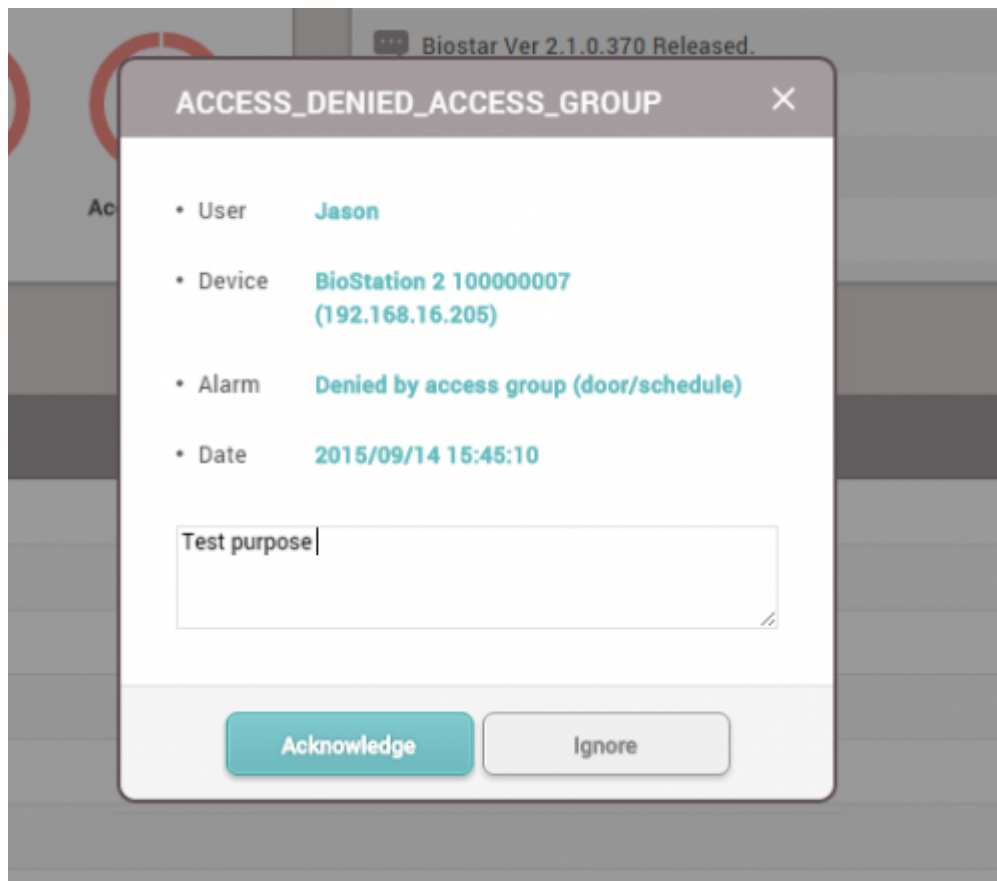 Biostar Ver 2.1.0.370 Released.
ACCESS_DENIED_ACCESS_GROUP
Ac
• User Jason
• Device BioStation 2 100000007
(192.168.16.205)
• Alarm Denied by access group (door/schedule)
• Date 2015/09/14 15:45:10
Test purpose
Acknowledge Ignore